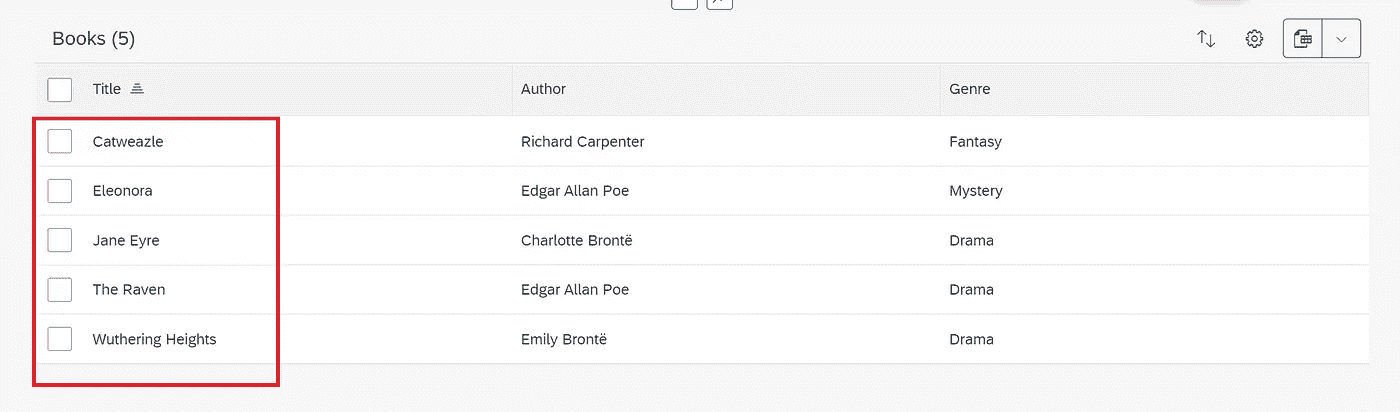 Books (5)
Title Author Genre
Catweazle Richard Carpenter Fantasy
Eleonora Edgar Allan Poe Mystery
Jane Eyre Charlotte Brontë Drama
The Raven Edgar Allan Poe Drama
Wuthering Heights Emily Brontë Drama